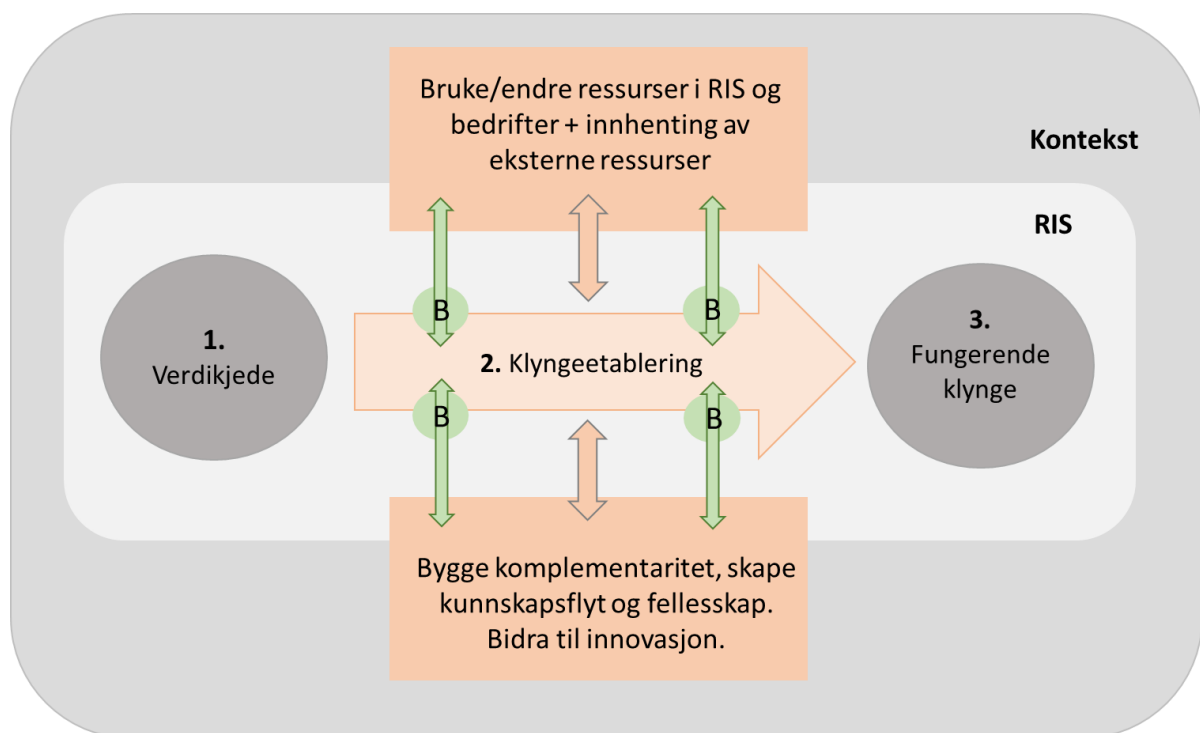 Bruke/endre ressurser i RIS og
bedrifter + innhenting av
eksterne ressurser
Kontekst
RIS
B
B
1.
Verdikjede
2. Klyngeetablering
3.
Fungerende
klynge
B
B
Bygge komplementaritet, skape
kunnskapsflyt og fellesskap.
Bidra til innovasjon.